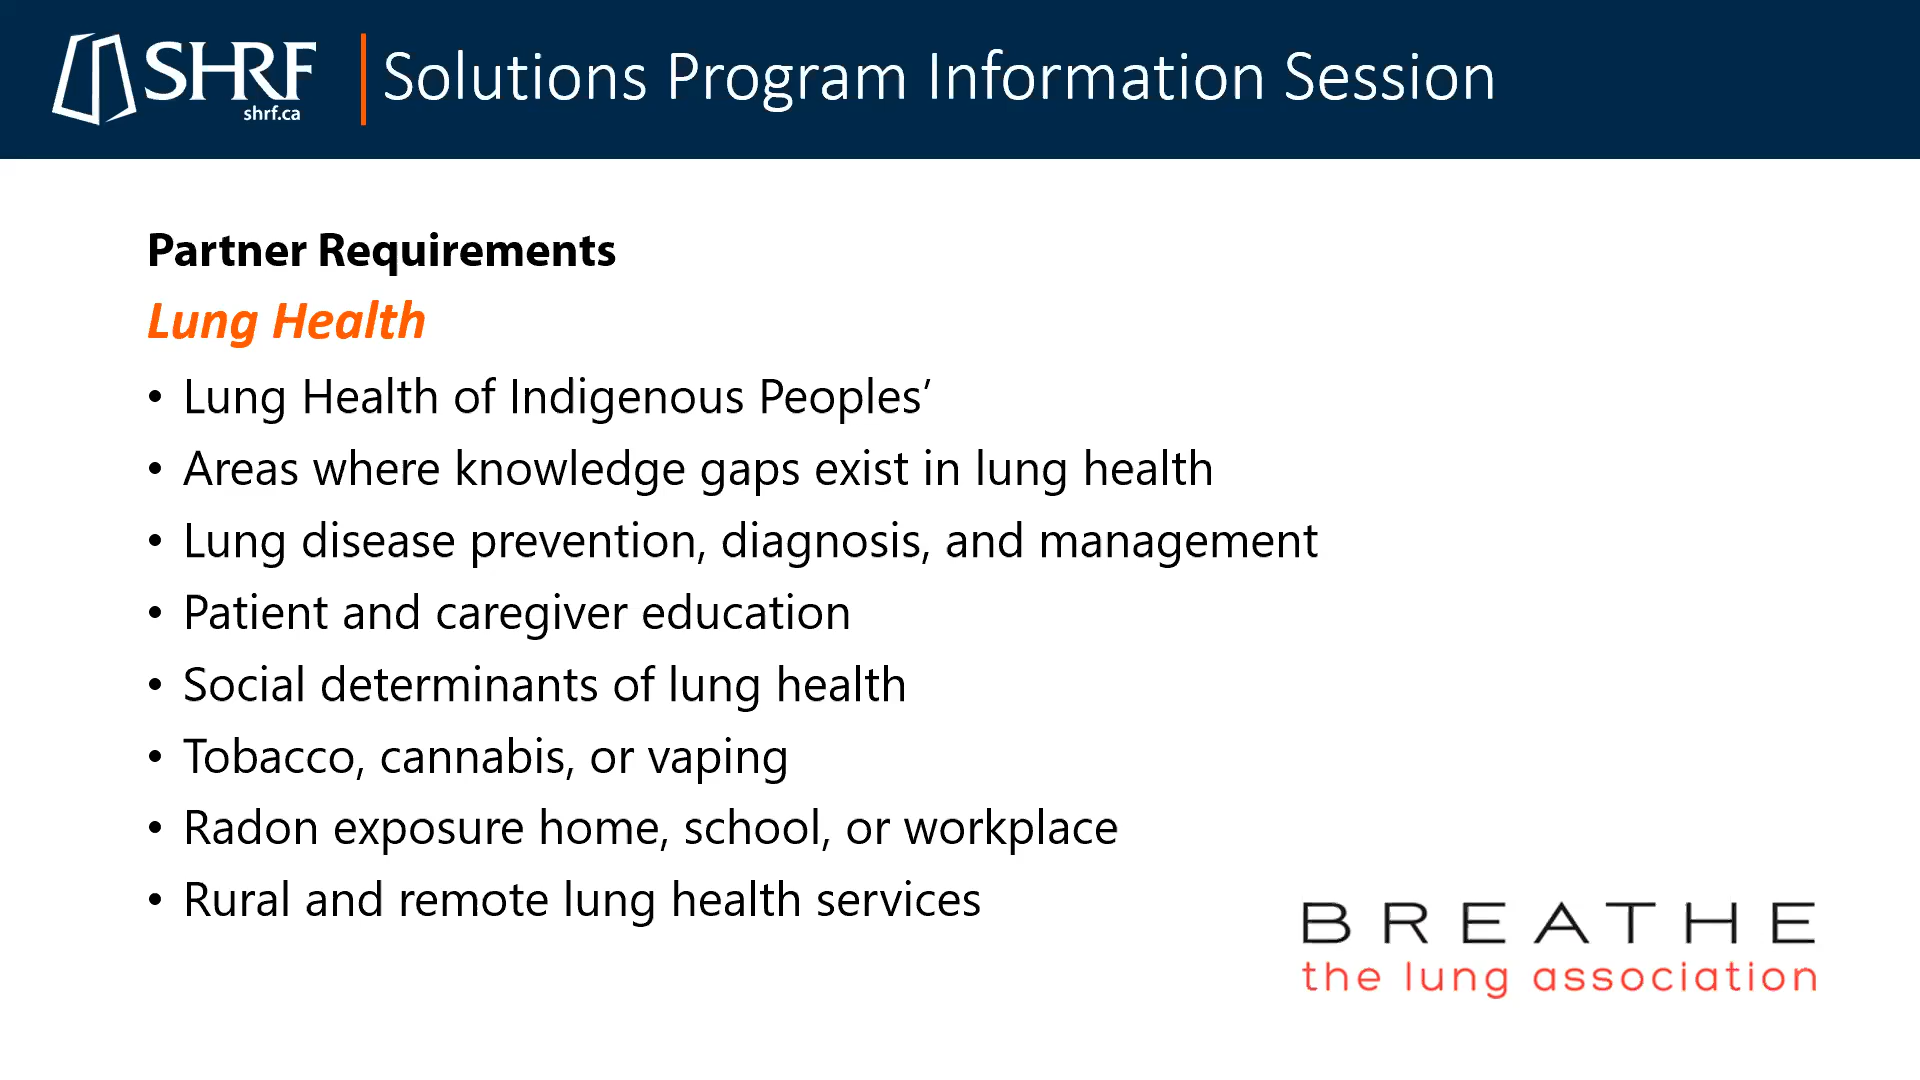 SHRF
shrf.ca
Solutions Program Information Session
Partner Requirements
Lung Health
• Lung Health of Indigenous Peoples’
• Areas where knowledge gaps exist in lung health
• Lung disease prevention, diagnosis, and management
• Patient and caregiver education
• Social determinants of lung health
• Tobacco, cannabis, or vaping
• Radon exposure home, school, or workplace
• Rural and remote lung health services
BREATHE
the lung association